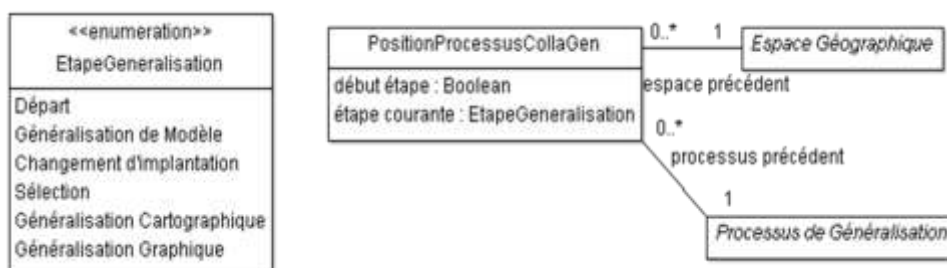 <<enumeration>>
EtapeGeneralisation
Départ
Généralisation de Modèle
Changement d'implantation
Sélection
Généralisation Cartographique
Généralisation Graphique
PositionProcessusCollaGen
début étape : Boolean
étape courante : EtapeGeneralisation
0..* 1
Espace Géographique
espace précédent
0..*
processus précédent
1
Processus de Généralisation